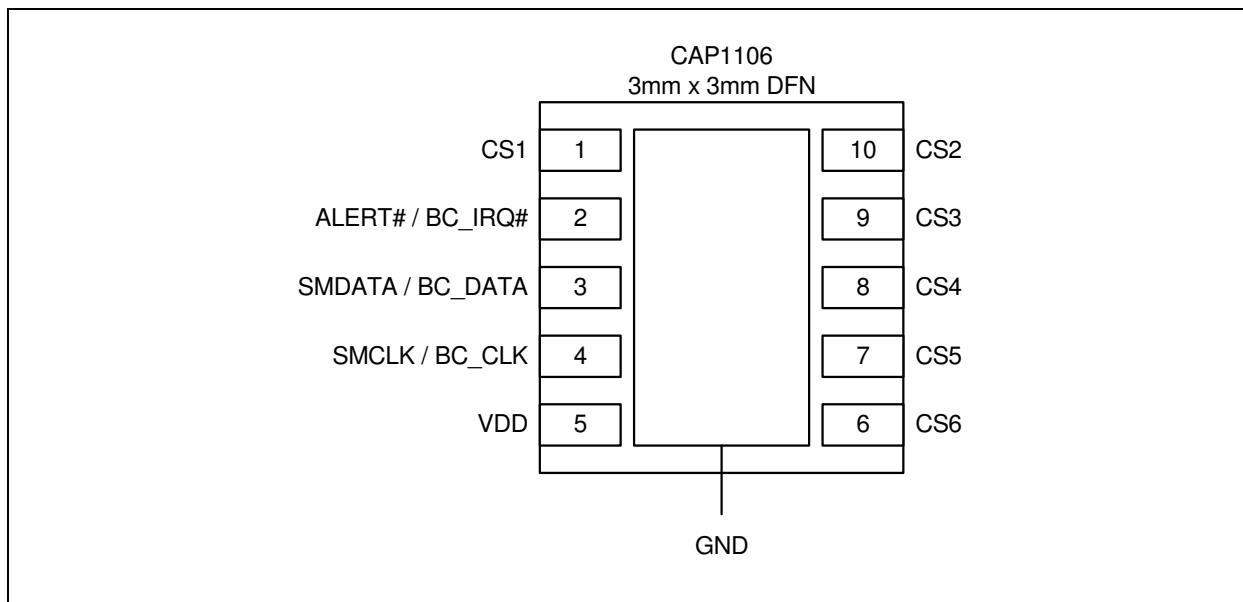 CAP1106
3mm x 3mm DFN
CS1 1 10 CS2
ALERT# / BC_IRQ# 2 9 CS3
SMDATA / BC_DATA 3 8 CS4
SMCLK / BC_CLK 4 7 CS5
VDD 5 6 CS6
GND